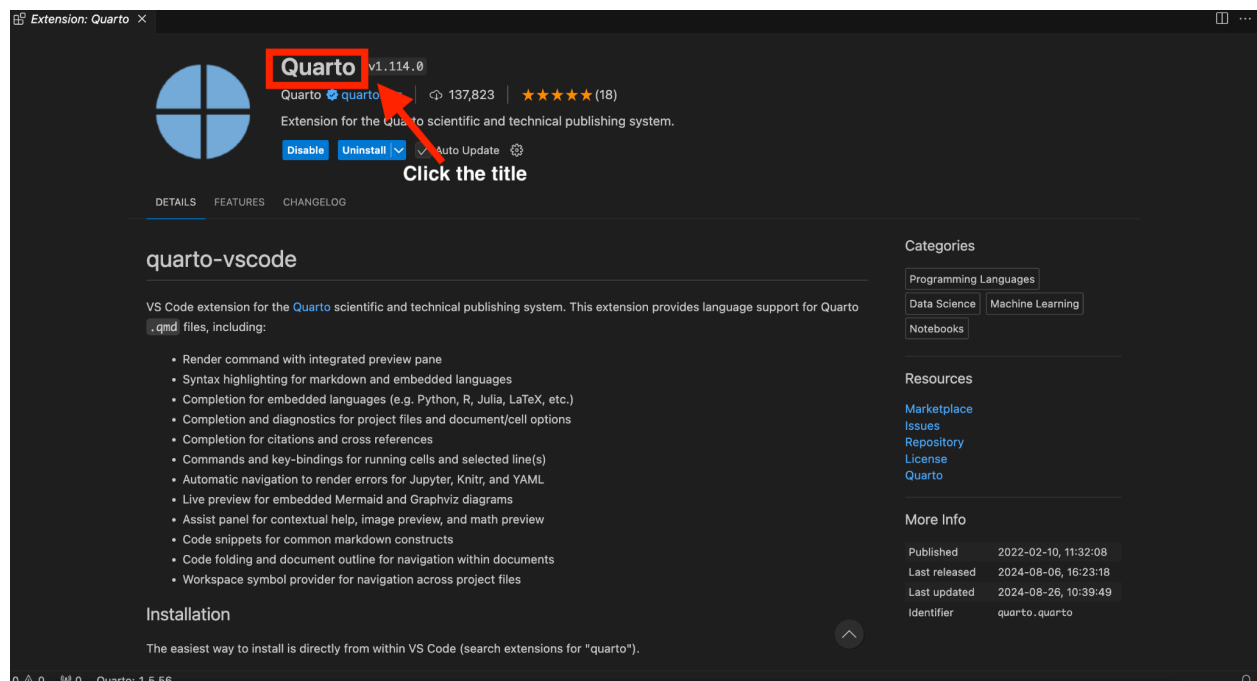 Extension: Quarto
Quarto v1.114.0
Quarto quarto 137,823 (18)
Extension for the Quarto scientific and technical publishing system.
Disable Uninstall Auto Update
Click the title
DETAILS FEATURES CHANGELOG
quarto-vscode
VS Code extension for the Quarto scientific and technical publishing system. This extension provides language support for Quarto
.qmd files, including:
• Render command with integrated preview pane
• Syntax highlighting for markdown and embedded languages
• Completion for embedded languages (e.g. Python, R, Julia, LaTeX, etc.)
• Completion and diagnostics for project files and document/cell options
• Completion for citations and cross references
• Commands and key-bindings for running cells and selected line(s)
• Automatic navigation to render errors for Jupyter, Knitr, and YAML
• Live preview for embedded Mermaid and Graphviz diagrams
• Assist panel for contextual help, image preview, and math preview
• Code snippets for common markdown constructs
• Code folding and document outline for navigation within documents
• Workspace symbol provider for navigation across project files
Installation
The easiest way to install is directly from within VS Code (search extensions for "quarto").
Categories
Programming Languages
Data Science Machine Learning
Notebooks
Resources
Marketplace
Issues
Repository
License
Quarto
More Info
Published 2022-02-10, 11:32:08
Last released 2024-08-06, 16:23:18
Last updated 2024-08-26, 10:39:49
Identifier quarto.quarto
0 0 0 Quarto: 1.5.56